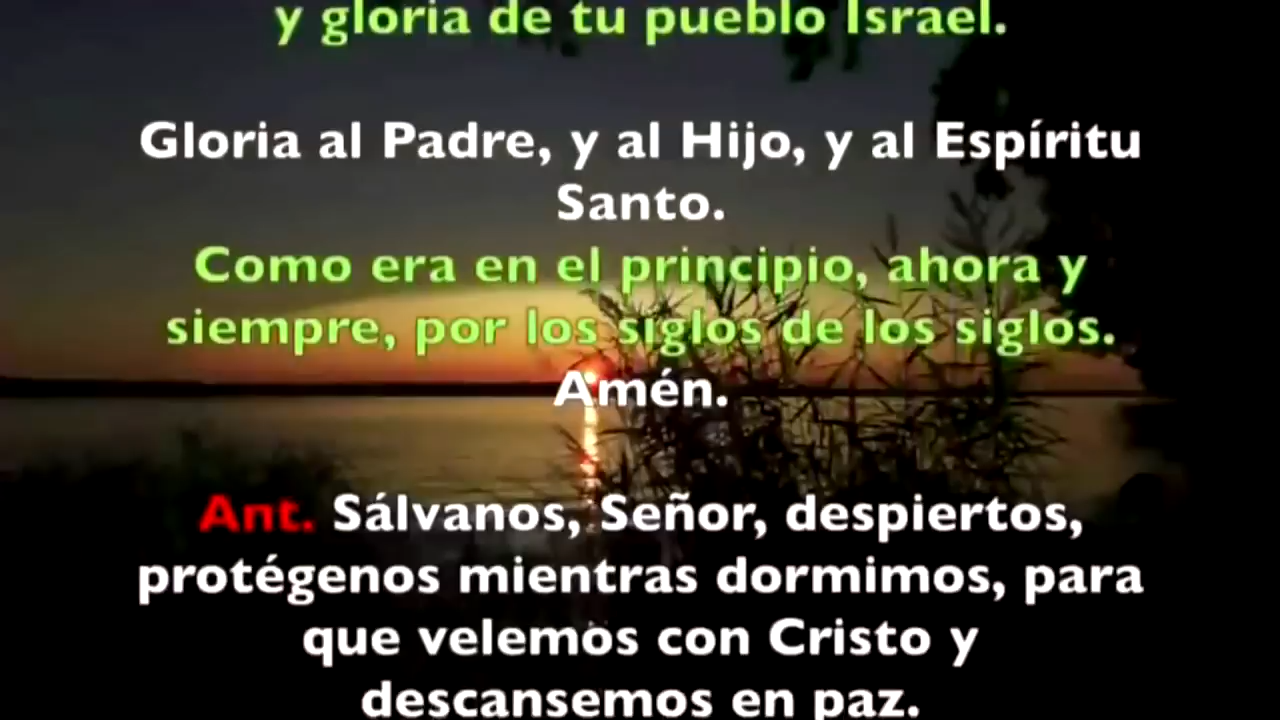 y gloria de tu pueblo Israel.
Gloria al Padre, y al Hijo, y al Espíritu
Santo.
Como era en el principio, ahora y
siempre, por los siglos de los siglos.
Amén.
Ant. Sálvanos, Señor, despiertos,
protégenos mientras dormimos, para
que velemos con Cristo y
descansemos en paz.